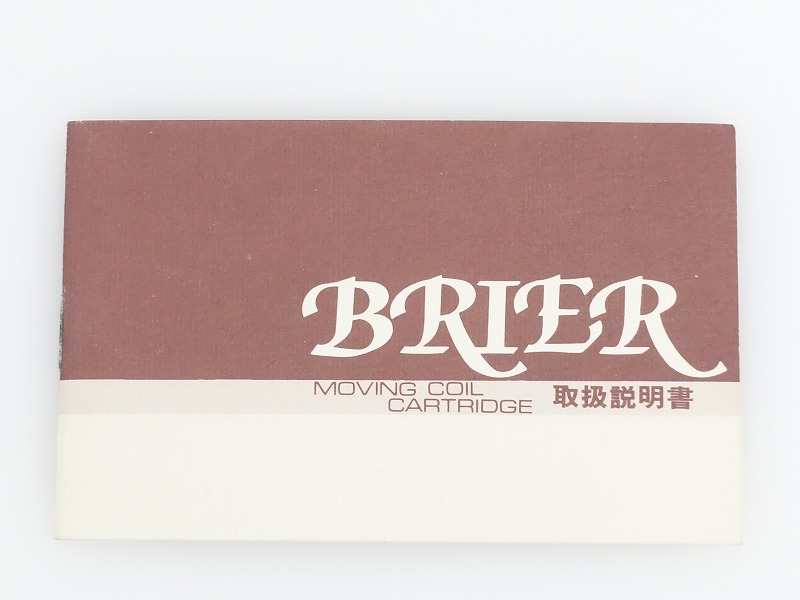 BRIER
MOVING COIL
CARTRIDGE 取扱説明書